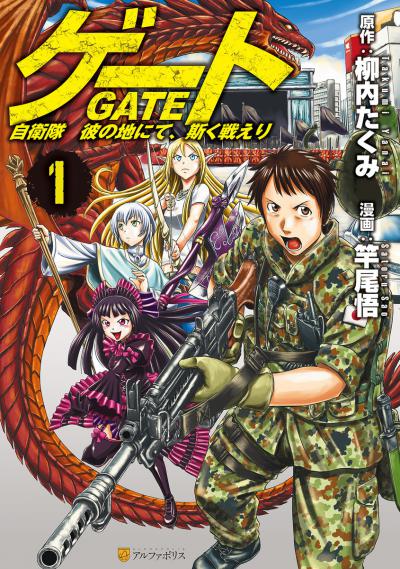 ゲート
GATE
自衛隊　彼の地にて、斯く戦えり
1
原作：柳内たくみ
Takumi Yanai
漫画：竿尾悟
Satoru Sao
アルファポリス